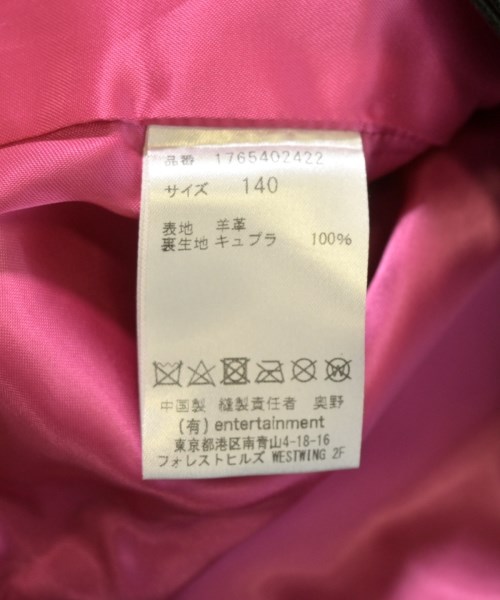 品番 1765402422
サイズ 140
表地 羊革
裏生地 キュプラ 100%
中国製 縫製責任者 奥野
(有) entertainment
東京都港区南青山4-18-16
フォレストヒルズ WESTWING 2F